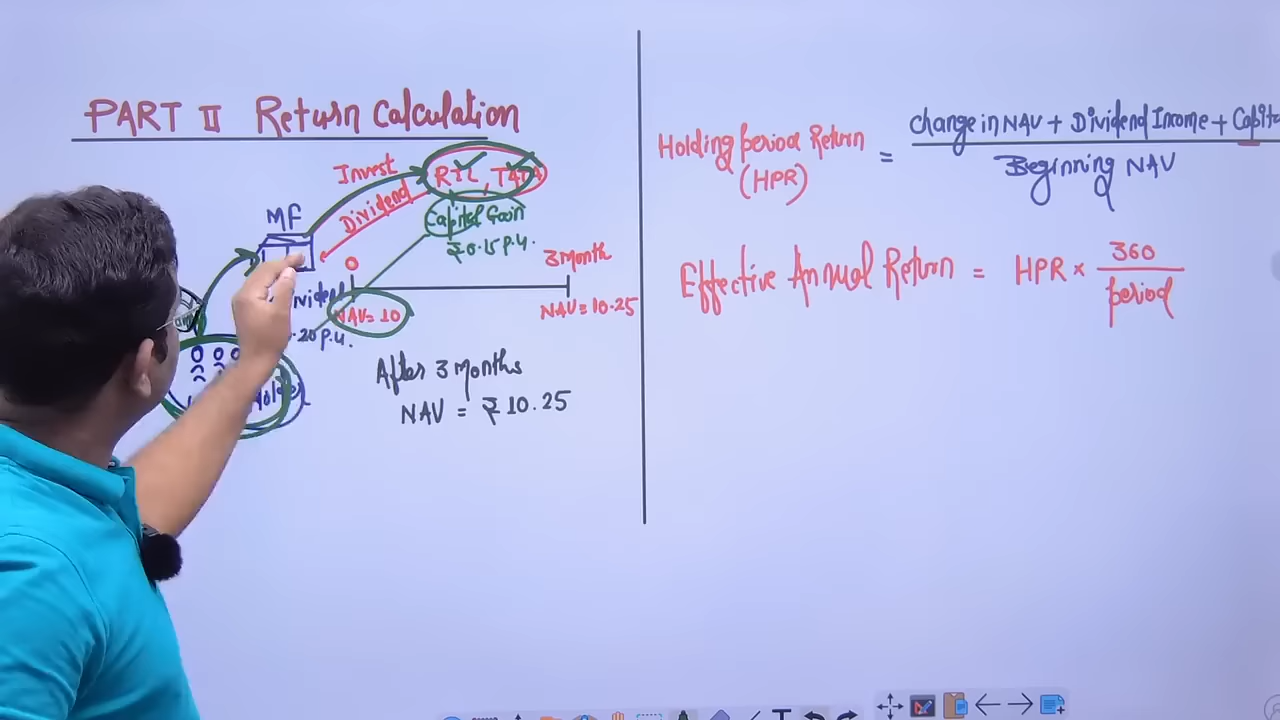 PART II Return Calculation
Invest
RIL, TATA
Dividend
MF
Capital Gain
₹0.15 p.u.
0
3 Month
NAV = 10
NAV = 10.25
.20 p.u.
After 3 Months
NAV = ₹10.25
Holding period Return (HPR) = change in NAV + Dividend Income + Capita
Beginning NAV
Effective Annual Return = HPR × 360
period